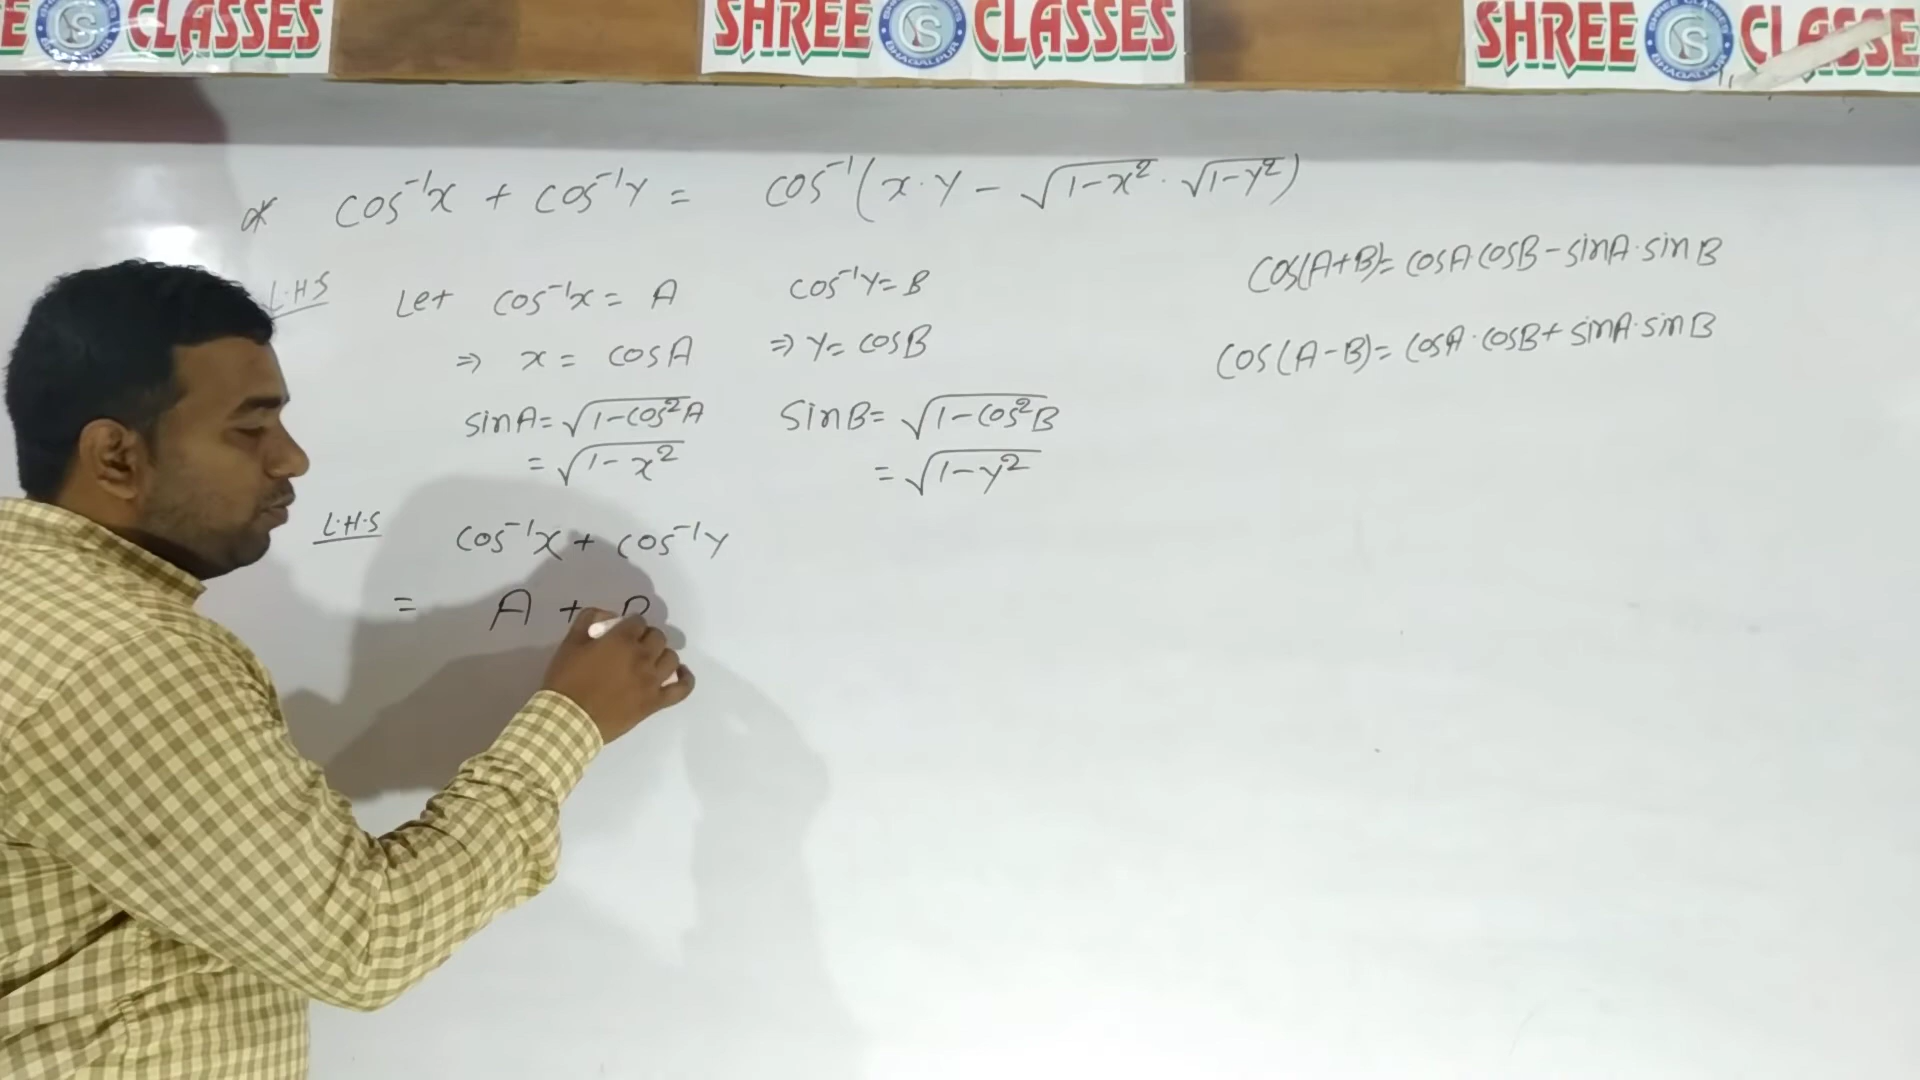 SHREE CLASSES SHREE CLASSES
E CLASSES
BHAGALPUR
* cos⁻¹x + cos⁻¹y = cos⁻¹(x·y − √1−x² · √1−y²)
L.H.S Let cos⁻¹x = A cos⁻¹y = B
⇒ x = cosA ⇒ y = cosB
sinA = √1−cos²A sinB = √1−cos²B
= √1−x² = √1−y²
L.H.S cos⁻¹x + cos⁻¹y
= A + B
cos(A+B) = cosA cosB − sinA·sinB
cos(A−B) = cosA·cosB + sinA·sinB